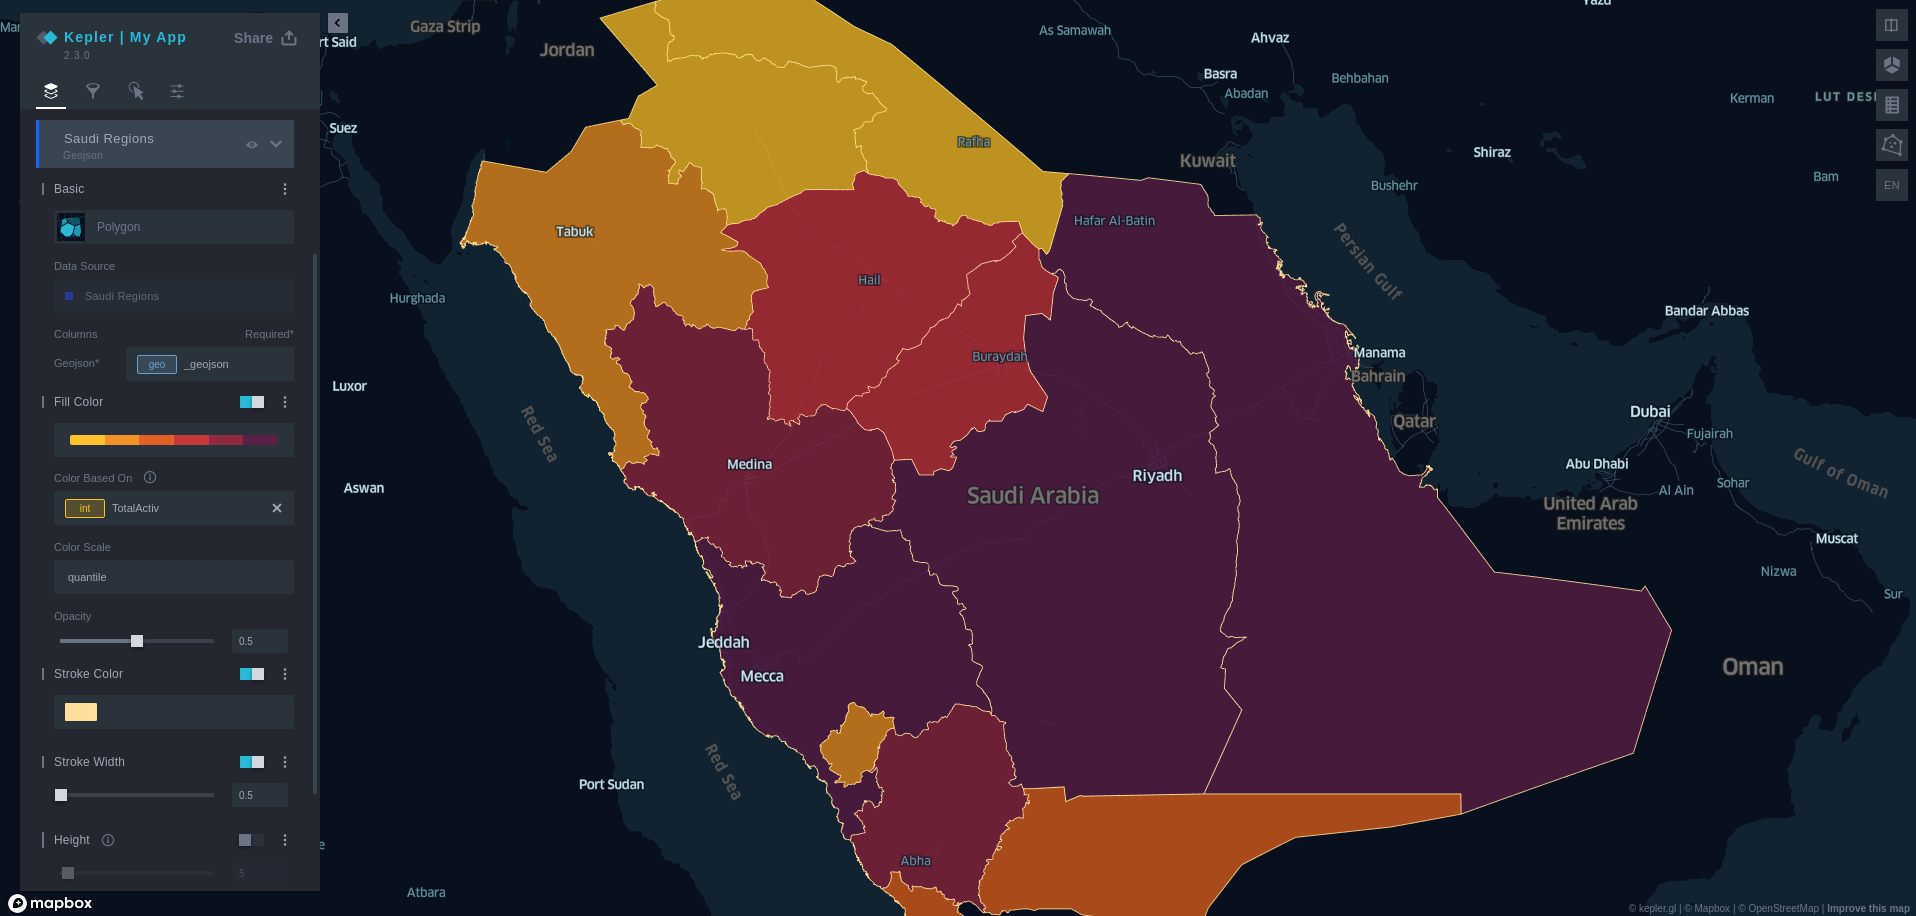 Kepler | My App
2.3.0
Share
Saudi Regions
Geojson
Basic
Polygon
Data Source
Saudi Regions
Columns
Required*
Geojson*
geo
_geojson
Fill Color
Color Based On
int
TotalActiv
Color Scale
quantile
Opacity
0.5
Stroke Color
Stroke Width
0.5
Height
5
mapbox
Mar
rt Said
Gaza Strip
Jordan
As Samawah
Ahvaz
Yazd
Basra
Abadan
Behbahan
Kerman
LUT DES
EN
Suez
Rafha
Kuwait
Shiraz
Bushehr
Bam
Hafar Al-Batin
Tabuk
Persian Gulf
Hail
Hurghada
Bandar Abbas
Buraydah
Manama
Bahrain
Luxor
Red Sea
Qatar
Dubai
Fujairah
Medina
Riyadh
Abu Dhabi
Gulf of Oman
Aswan
Saudi Arabia
Al Ain
Sohar
United Arab
Emirates
Muscat
Nizwa
Sur
Jeddah
Mecca
Oman
Red Sea
Port Sudan
e
Abha
Atbara
© kepler.gl | © Mapbox | © OpenStreetMap | Improve this map